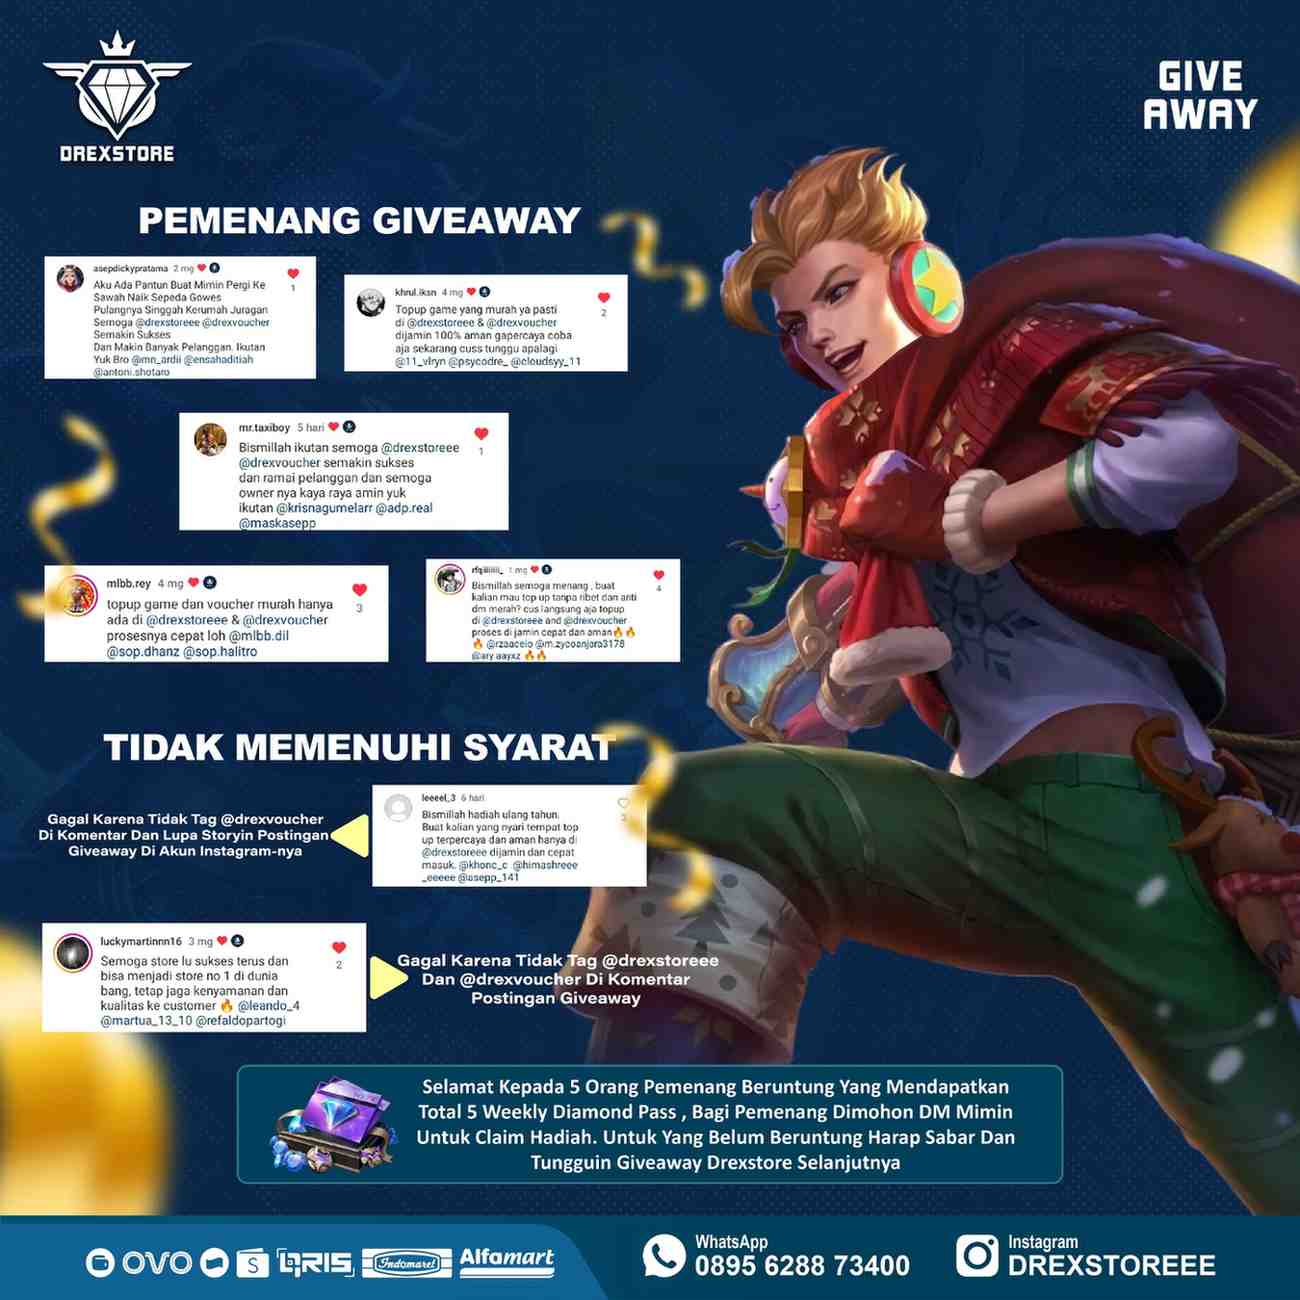 DREXSTORE
GIVE
AWAY
PEMENANG GIVEAWAY
asepdickypratama 2 mg
Aku Ada Pantun Buat Mimin Pergi Ke
Sawah Naik Sepeda Gowes
Pulangnya Singgah Kerumah Juragan
Semoga @drexstoreee @drexvoucher
Semakin Sukses
Dan Makin Banyak Pelanggan. Ikutan
Yuk Bro @mn_ardii @ensahaditiah
@antoni.shotaro
1
khrul.iksn 4 mg
Topup game yang murah ya pasti
di @drexstoreee & @drexvoucher
dijamin 100% aman gapercaya coba
aja sekarang cuss tunggu apalagi
@11_vlryn @psycodre_ @cloudsyy_11
2
mr.taxiboy 5 hari
Bismillah ikutan semoga @drexstoreee
@drexvoucher semakin sukses
dan ramai pelanggan dan semoga
owner nya kaya raya amin yuk
ikutan @krisnagumelarr @adp.real
@maskasepp
1
mlbb.rey 4 mg
topup game dan voucher murah hanya
ada di @drexstoreee & @drexvoucher
prosesnya cepat loh @mlbb.dil
@sop.dhanz @sop.halitro
3
1 mg
Bismillah semoga menang , buat
kalian mau top up tanpa ribet dan anti
dm merah? cus langsung aja topup
di @drexstoreee and @drexvoucher
proses di jamin cepat dan aman🔥🔥
🔥 @rzaaceio @m.zycoanjara3178
@ary.aayxz 🔥🔥
4
TIDAK MEMENUHI SYARAT
Gagal Karena Tidak Tag @drexvoucher
Di Komentar Dan Lupa Storyin Postingan
Giveaway Di Akun Instagram-nya
leeeel_3 6 hari
Bismillah hadiah ulang tahun.
Buat kalian yang nyari tempat top
up terpercaya dan aman hanya di
@drexstoreee dijamin dan cepat
masuk. @khonc_c @himashreee
_eeeee @asepp_141
luckymartinnn16 3 mg
Semoga store lu sukses terus dan
bisa menjadi store no 1 di dunia
bang, tetap jaga kenyamanan dan
kualitas ke customer 🔥 @leando_4
@martua_13_10 @refaldopartogi
2
Gagal Karena Tidak Tag @drexstoreee
Dan @drexvoucher Di Komentar
Postingan Giveaway
Selamat Kepada 5 Orang Pemenang Beruntung Yang Mendapatkan
Total 5 Weekly Diamond Pass , Bagi Pemenang Dimohon DM Mimin
Untuk Claim Hadiah. Untuk Yang Belum Beruntung Harap Sabar Dan
Tungguin Giveaway Drexstore Selanjutnya
OVO S QRIS Indomaret Alfamart
WhatsApp
0895 6288 73400
Instagram
DREXSTOREEE